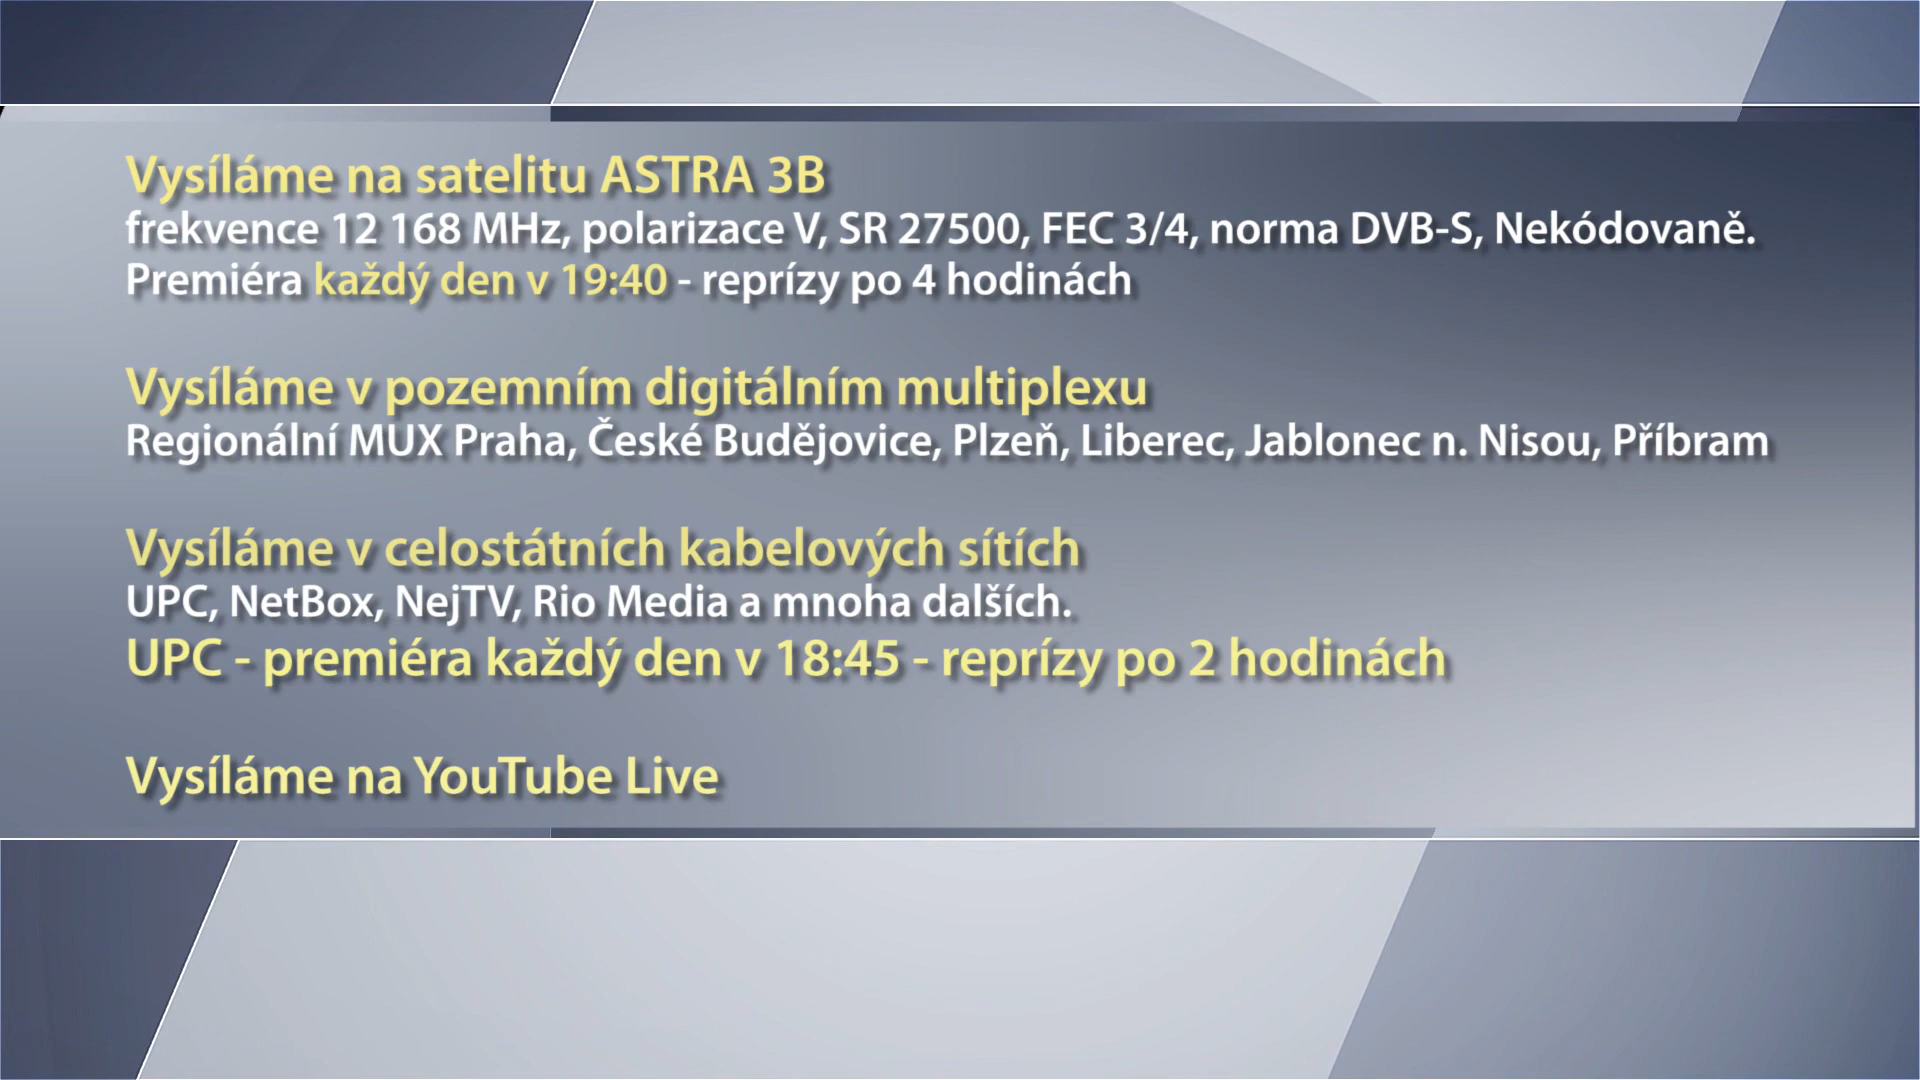 Vysíláme na satelitu ASTRA 3B
frekvence 12 168 MHz, polarizace V, SR 27500, FEC 3/4, norma DVB-S, Nekódovaně.
Premiéra každý den v 19:40 - reprízy po 4 hodinách
Vysíláme v pozemním digitálním multiplexu
Regionální MUX Praha, České Budějovice, Plzeň, Liberec, Jablonec n. Nisou, Příbram
Vysíláme v celostátních kabelových sítích
UPC, NetBox, NejTV, Rio Media a mnoha dalších.
UPC - premiéra každý den v 18:45 - reprízy po 2 hodinách
Vysíláme na YouTube Live